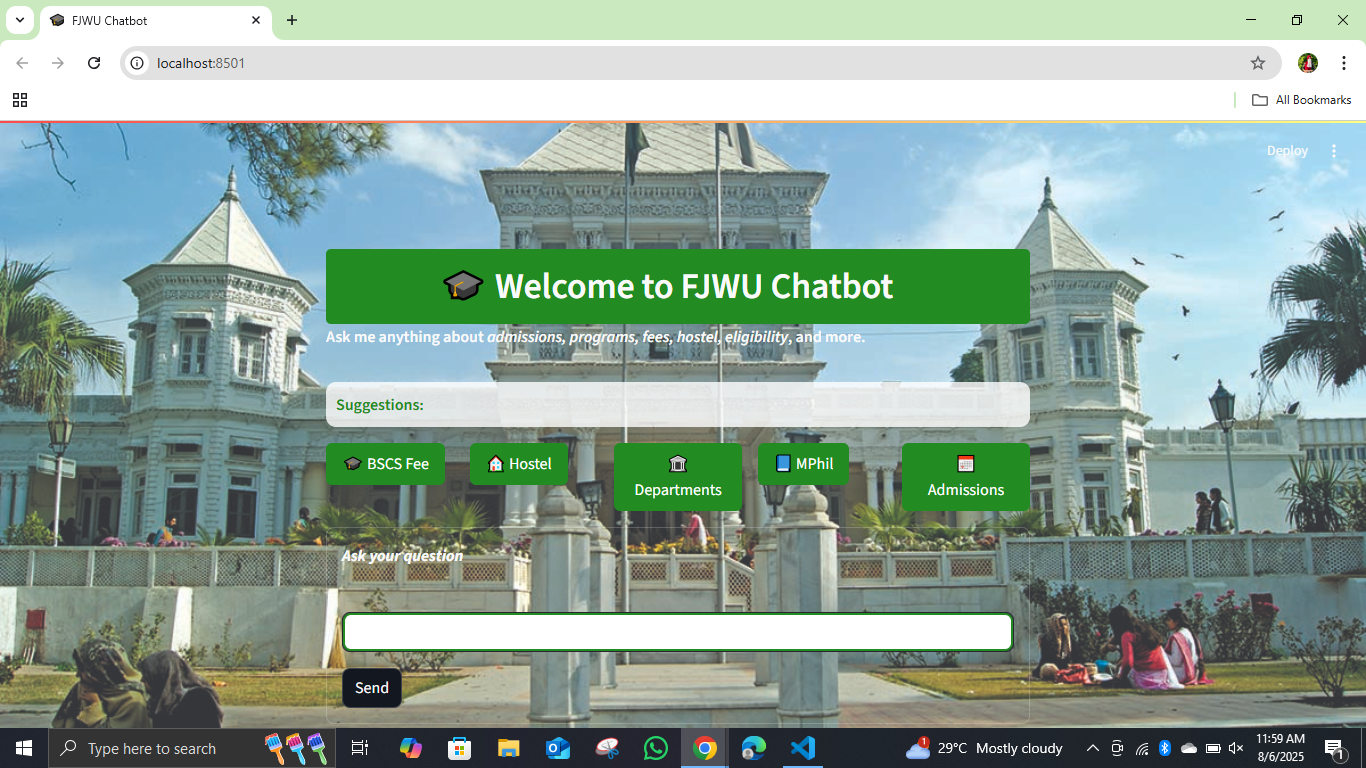 FJWU Chatbot
localhost:8501
All Bookmarks
Deploy
Welcome to FJWU Chatbot
Ask me anything about admissions, programs, fees, hostel, eligibility, and more.
Suggestions:
BSCS Fee
Hostel
Departments
MPhil
Admissions
Ask your question
Send
Type here to search
1
29°C Mostly cloudy
11:59 AM
8/6/2025
1